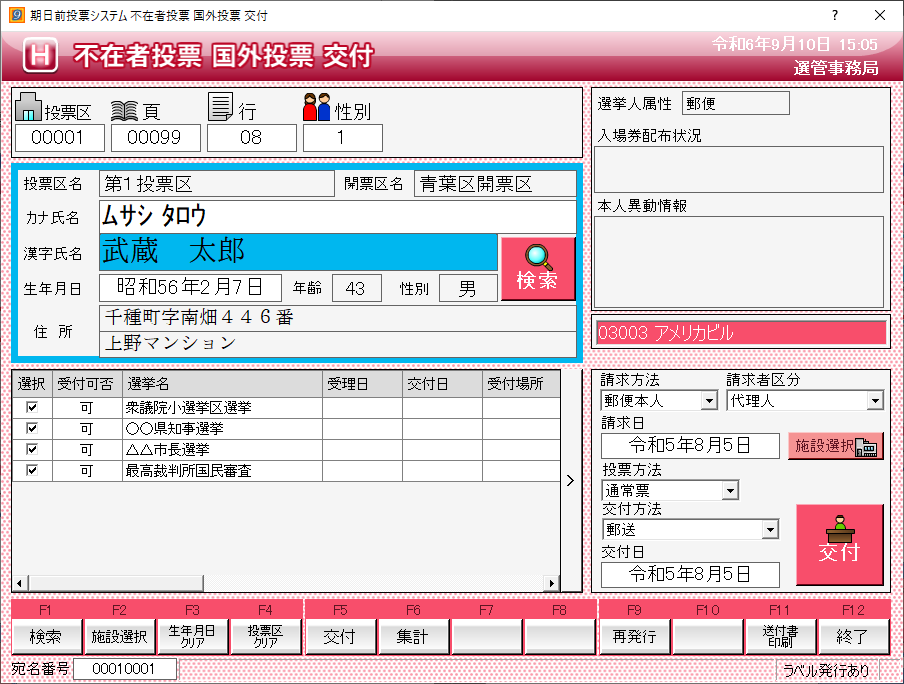 期日前投票システム 不在者投票 国外投票 交付
? ×
不在者投票 国外投票 交付
令和6年9月10日 15:05
選管事務局
投票区 頁 行 性別
00001 00099 08 1
投票区名 第1投票区 開票区名 青葉区開票区
カナ氏名 ムサシ タロウ
漢字氏名 武蔵 太郎
検索
生年月日 昭和56年2月7日 年齢 43 性別 男
住 所 千種町字南畑446番
上野マンション
選挙人属性 郵便
入場券配布状況
本人異動情報
03003 アメリカビル
選択 受付可否 選挙名 受理日 交付日 受付場所
可 衆議院小選挙区選挙
可 〇〇県知事選挙
可 △△市長選挙
可 最高裁判所国民審査
>
請求方法 請求者区分
郵便本人 代理人
請求日
令和5年8月5日 施設選択
投票方法
通常票
交付方法
郵送
交付日
令和5年8月5日
交付
F1 F2 F3 F4 F5 F6 F7 F8 F9 F10 F11 F12
検索 施設選択 生年月日クリア 投票区クリア 交付 集計 再発行 送付書印刷 終了
宛名番号 00010001 ラベル発行あり